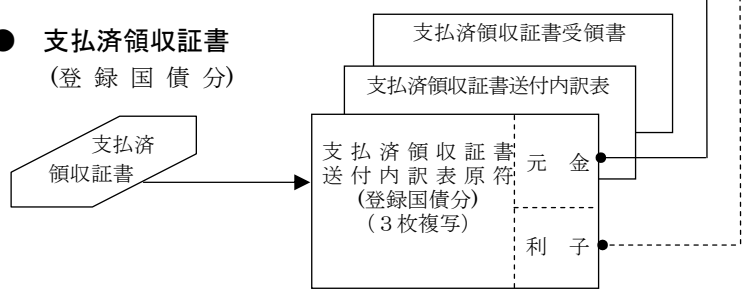 ● 支払済領収証書
(登 録 国 債 分)
支払済領収証書受領書
支払済領収証書送付内訳表
支払済
領収証書
支 払 済 領 収 証 書
送 付 内 訳 表 原 符
(登録国債分)
(３枚複写)
元 金
利 子